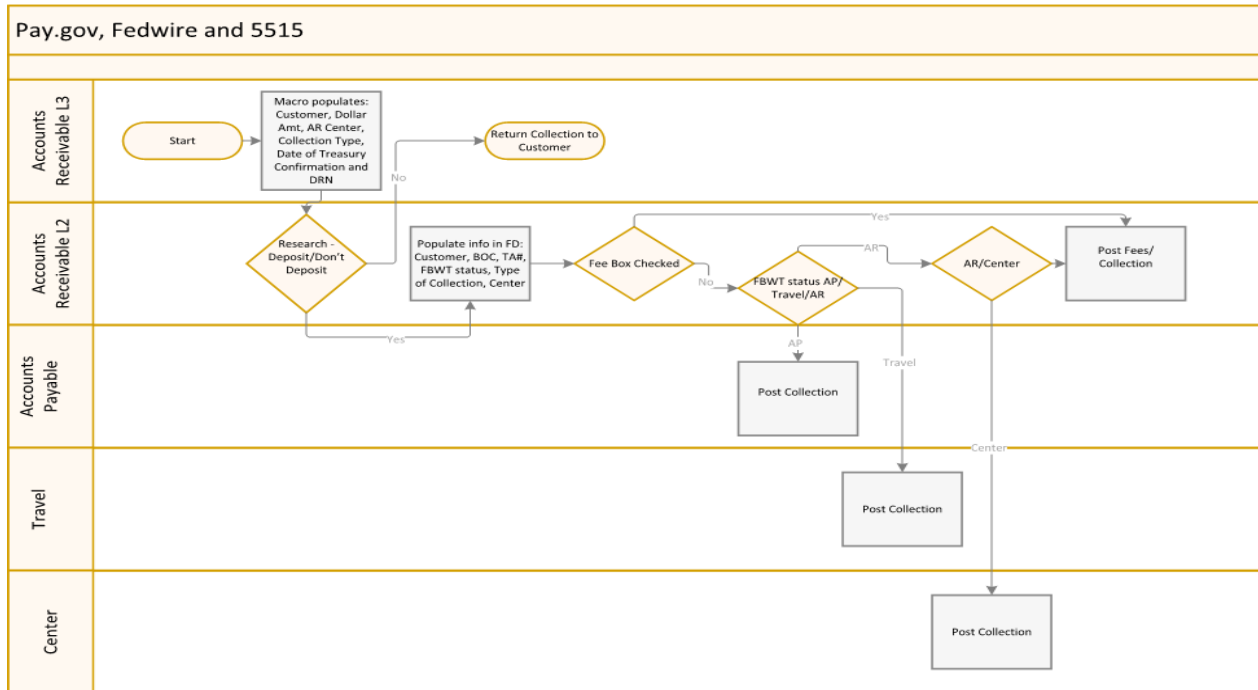 Pay.gov, Fedwire and 5515
Accounts
Receivable L3
Start
Macro populates:
Customer, Dollar
Amt, AR Center,
Collection Type,
Date of Treasury
Confirmation and
DRN
Return Collection to
Customer
No
Accounts
Receivable L2
Research -
Deposit/Don't
Deposit
Yes
Populate info in FD:
Customer, BOC, TA#,
FBWT status, Type
of Collection, Center
Fee Box Checked
Yes
No
FBWT status AP/
Travel/AR
AR
AR/Center
Post Fees/
Collection
Accounts
Payable
AP
Post Collection
Travel
Travel
Post Collection
Center
Center
Post Collection